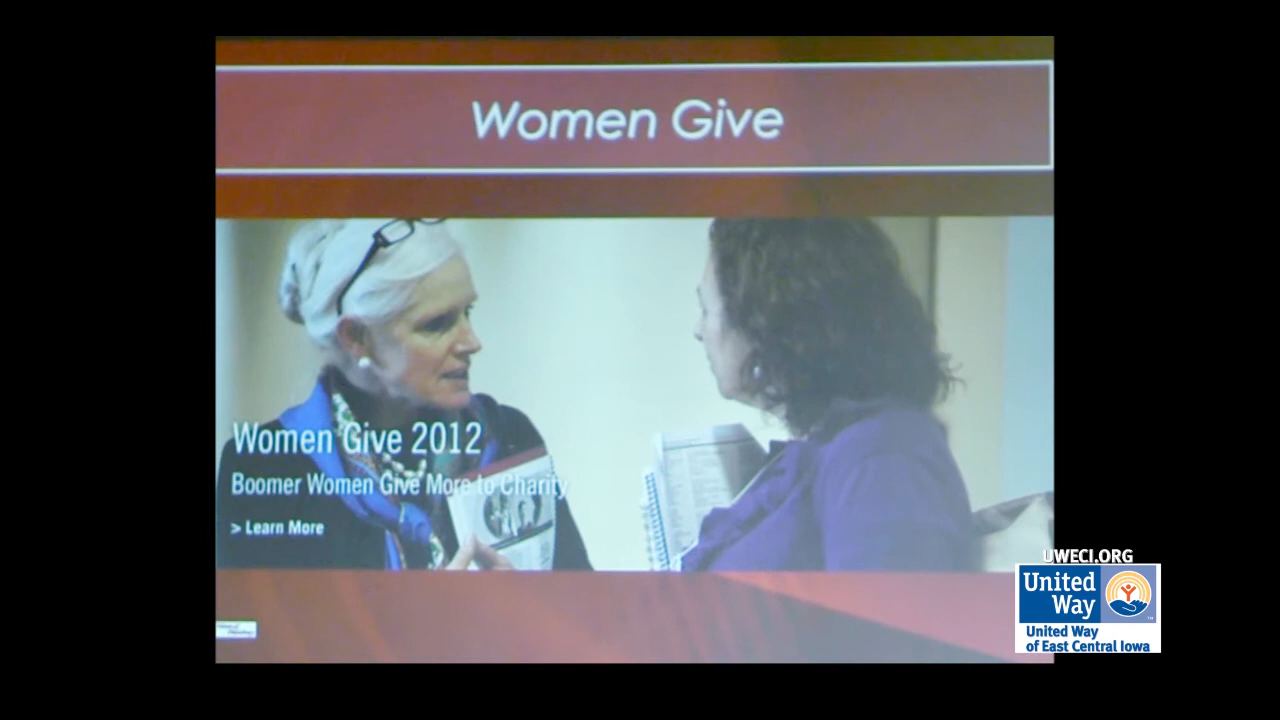 Women Give
Women Give 2012
Boomer Women Give More to Charity
> Learn More
UWECI.ORG
United
Way
United Way
of East Central Iowa